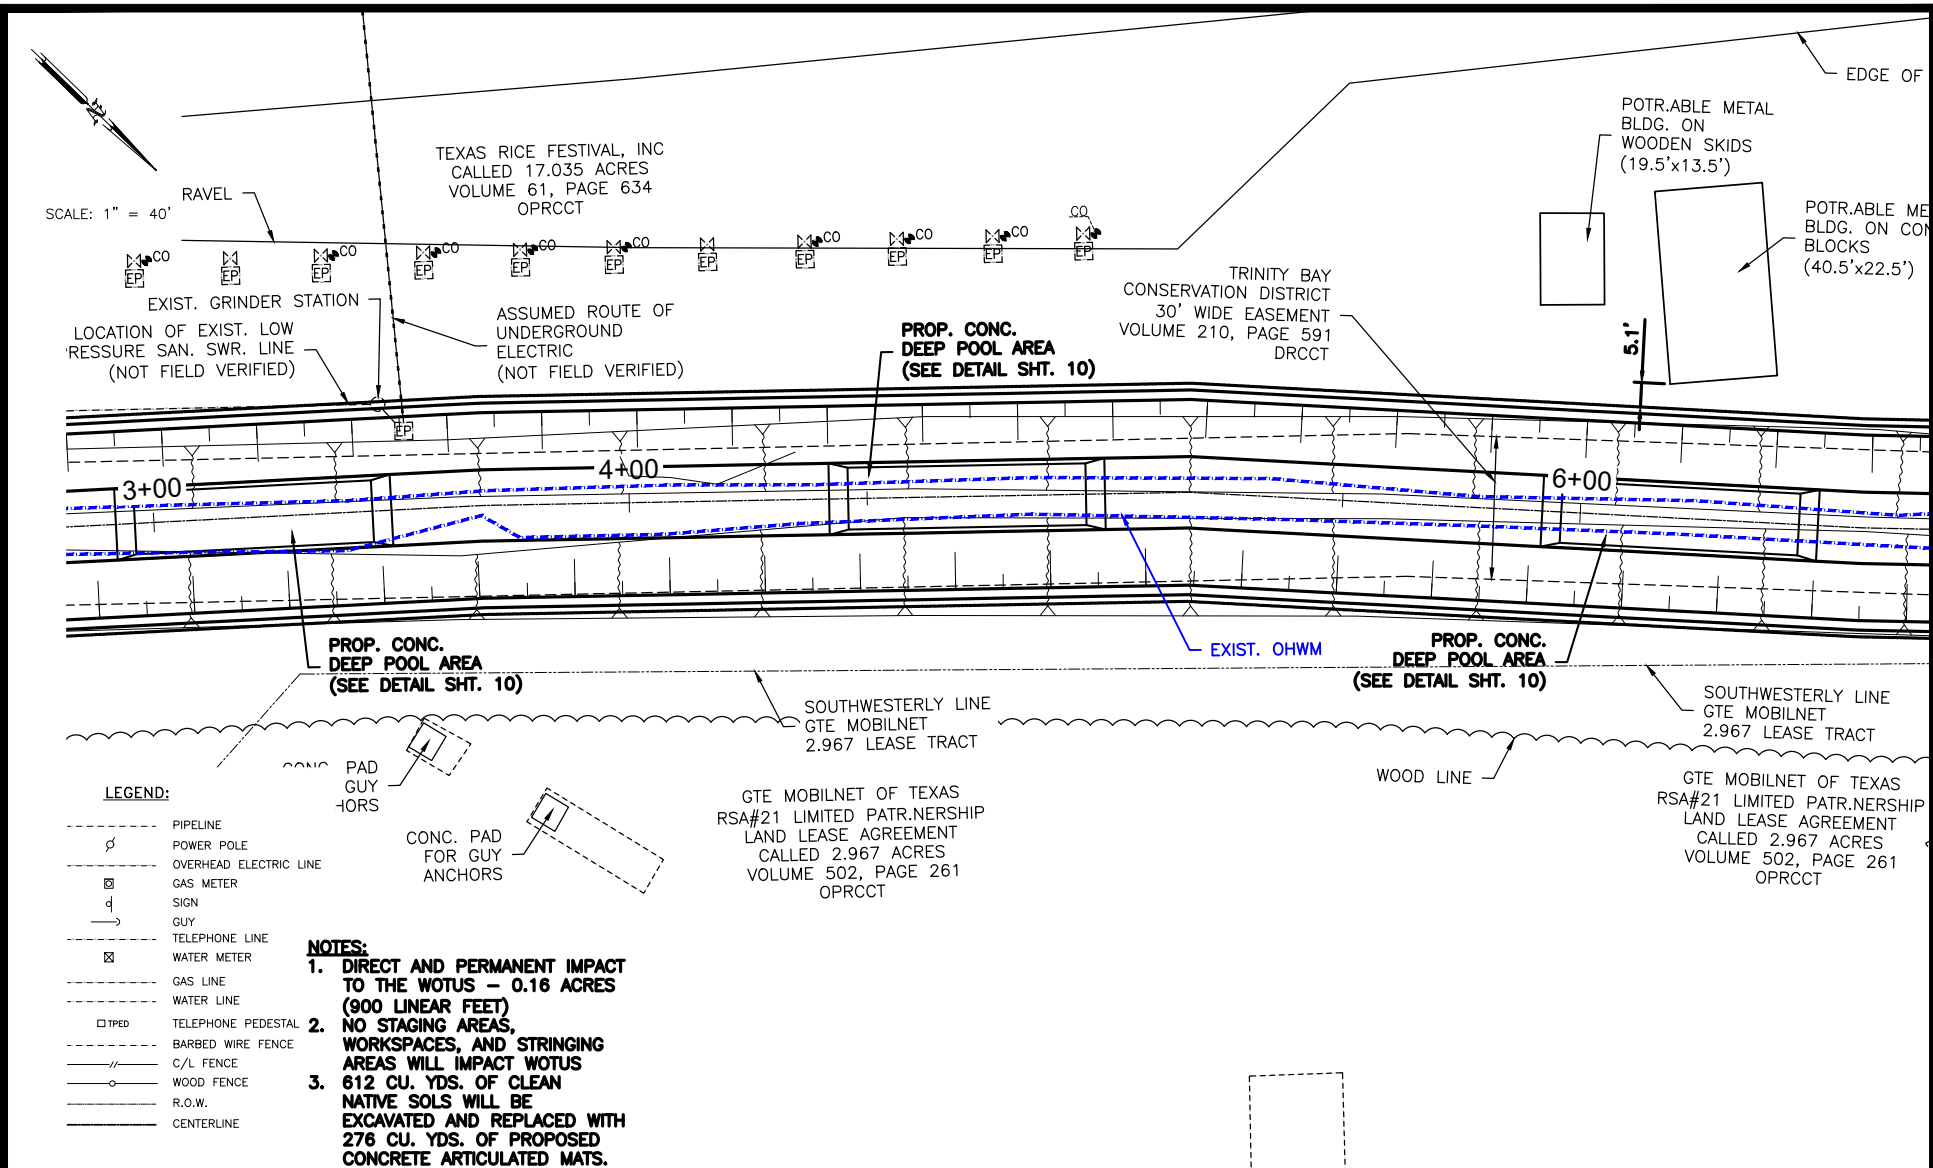 EDGE OF
POTR.ABLE METAL
BLDG. ON
WOODEN SKIDS
(19.5'x13.5')
TEXAS RICE FESTIVAL, INC
CALLED 17.035 ACRES
VOLUME 61, PAGE 634
OPRCCT
RAVEL
SCALE: 1" = 40'
POTR.ABLE ME
BLDG. ON CON
BLOCKS
(40.5'x22.5')
CO
CO
CO
CO
CO
CO
CO
CO
CO
EP
EP
EP
EP
EP
EP
EP
EP
EP
EP
EP
EXIST. GRINDER STATION
LOCATION OF EXIST. LOW
RESSURE SAN. SWR. LINE
(NOT FIELD VERIFIED)
ASSUMED ROUTE OF
UNDERGROUND
ELECTRIC
(NOT FIELD VERIFIED)
PROP. CONC.
DEEP POOL AREA
(SEE DETAIL SHT. 10)
TRINITY BAY
CONSERVATION DISTRICT
30' WIDE EASEMENT
VOLUME 210, PAGE 591
DRCCT
5.1'
EP
3+00
4+00
6+00
PROP. CONC.
DEEP POOL AREA
(SEE DETAIL SHT. 10)
EXIST. OHWM
PROP. CONC.
DEEP POOL AREA
(SEE DETAIL SHT. 10)
SOUTHWESTERLY LINE
GTE MOBILNET
2.967 LEASE TRACT
SOUTHWESTERLY LINE
GTE MOBILNET
2.967 LEASE TRACT
WOOD LINE
PAD
GUY
HORS
CONC. PAD
FOR GUY
ANCHORS
GTE MOBILNET OF TEXAS
RSA#21 LIMITED PATR.NERSHIP
LAND LEASE AGREEMENT
CALLED 2.967 ACRES
VOLUME 502, PAGE 261
OPRCCT
GTE MOBILNET OF TEXAS
RSA#21 LIMITED PATR.NERSHIP
LAND LEASE AGREEMENT
CALLED 2.967 ACRES
VOLUME 502, PAGE 261
OPRCCT
LEGEND:
PIPELINE
POWER POLE
OVERHEAD ELECTRIC LINE
GAS METER
SIGN
GUY
TELEPHONE LINE
WATER METER
GAS LINE
WATER LINE
TPED TELEPHONE PEDESTAL
BARBED WIRE FENCE
C/L FENCE
WOOD FENCE
R.O.W.
CENTERLINE
NOTES:
1. DIRECT AND PERMANENT IMPACT
TO THE WOTUS – 0.16 ACRES
(900 LINEAR FEET)
2. NO STAGING AREAS,
WORKSPACES, AND STRINGING
AREAS WILL IMPACT WOTUS
3. 612 CU. YDS. OF CLEAN
NATIVE SOLS WILL BE
EXCAVATED AND REPLACED WITH
276 CU. YDS. OF PROPOSED
CONCRETE ARTICULATED MATS.